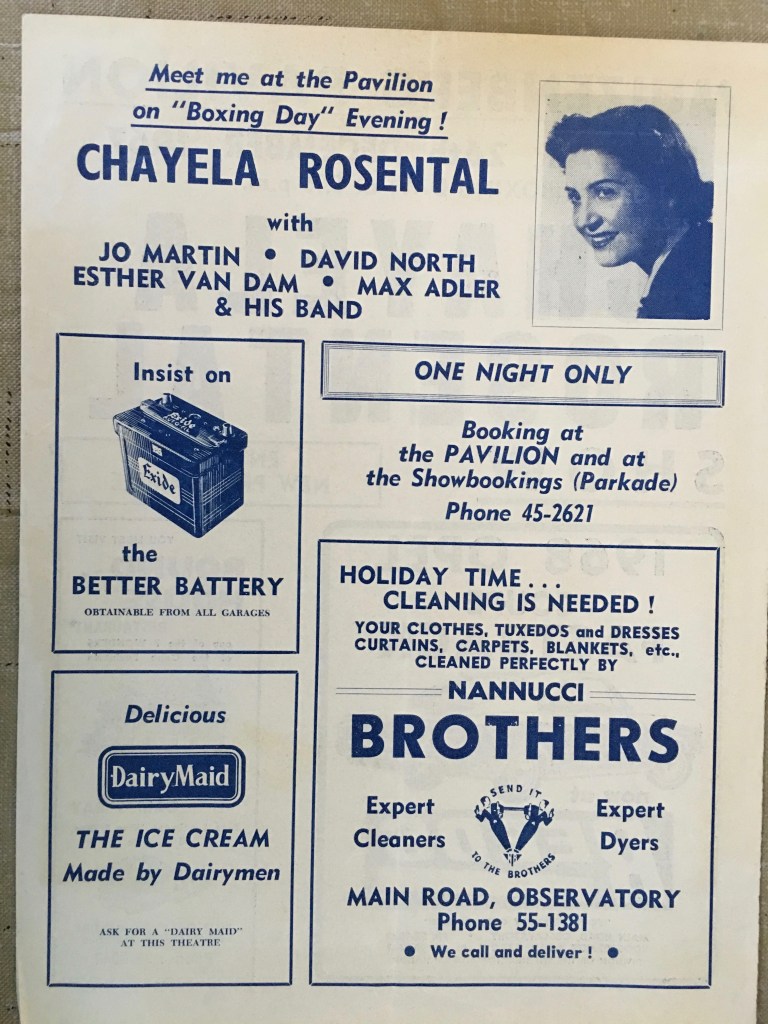 Meet me at the Pavilion
on "Boxing Day" Evening !
CHAYELA ROSENTAL
with
JO MARTIN • DAVID NORTH
ESTHER VAN DAM • MAX ADLER
& HIS BAND
Insist on
Exide
Exide
the
BETTER BATTERY
OBTAINABLE FROM ALL GARAGES
ONE NIGHT ONLY
Booking at
the PAVILION and at
the Showbookings (Parkade)
Phone 45-2621
HOLIDAY TIME . . .
CLEANING IS NEEDED !
YOUR CLOTHES, TUXEDOS and DRESSES
CURTAINS, CARPETS, BLANKETS, etc.,
CLEANED PERFECTLY BY
NANNUCCI
BROTHERS
Expert
Cleaners
SEND IT
TO THE BROTHERS
Expert
Dyers
MAIN ROAD, OBSERVATORY
Phone 55-1381
• We call and deliver ! •
Delicious
DairyMaid
THE ICE CREAM
Made by Dairymen
ASK FOR A "DAIRY MAID"
AT THIS THEATRE